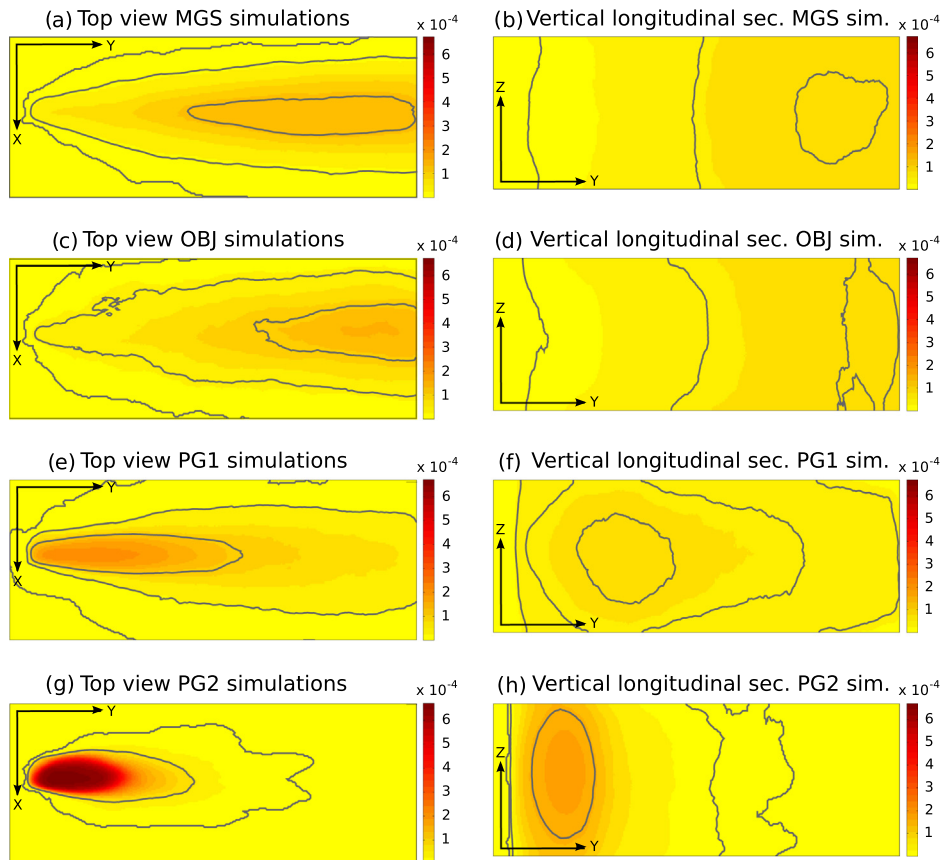 (a) Top view MGS simulations
x 10-4
(b) Vertical longitudinal sec. MGS sim.
x 10-4
Y
X
6
5
4
3
2
1
Z
Y
6
5
4
3
2
1
(c) Top view OBJ simulations
x 10-4
(d) Vertical longitudinal sec. OBJ sim.
x 10-4
Y
X
6
5
4
3
2
1
Z
Y
6
5
4
3
2
1
(e) Top view PG1 simulations
x 10-4
(f) Vertical longitudinal sec. PG1 sim.
x 10-4
Y
X
6
5
4
3
2
1
Z
Y
6
5
4
3
2
1
(g) Top view PG2 simulations
x 10-4
(h) Vertical longitudinal sec. PG2 sim.
x 10-4
Y
X
6
5
4
3
2
1
Z
Y
6
5
4
3
2
1